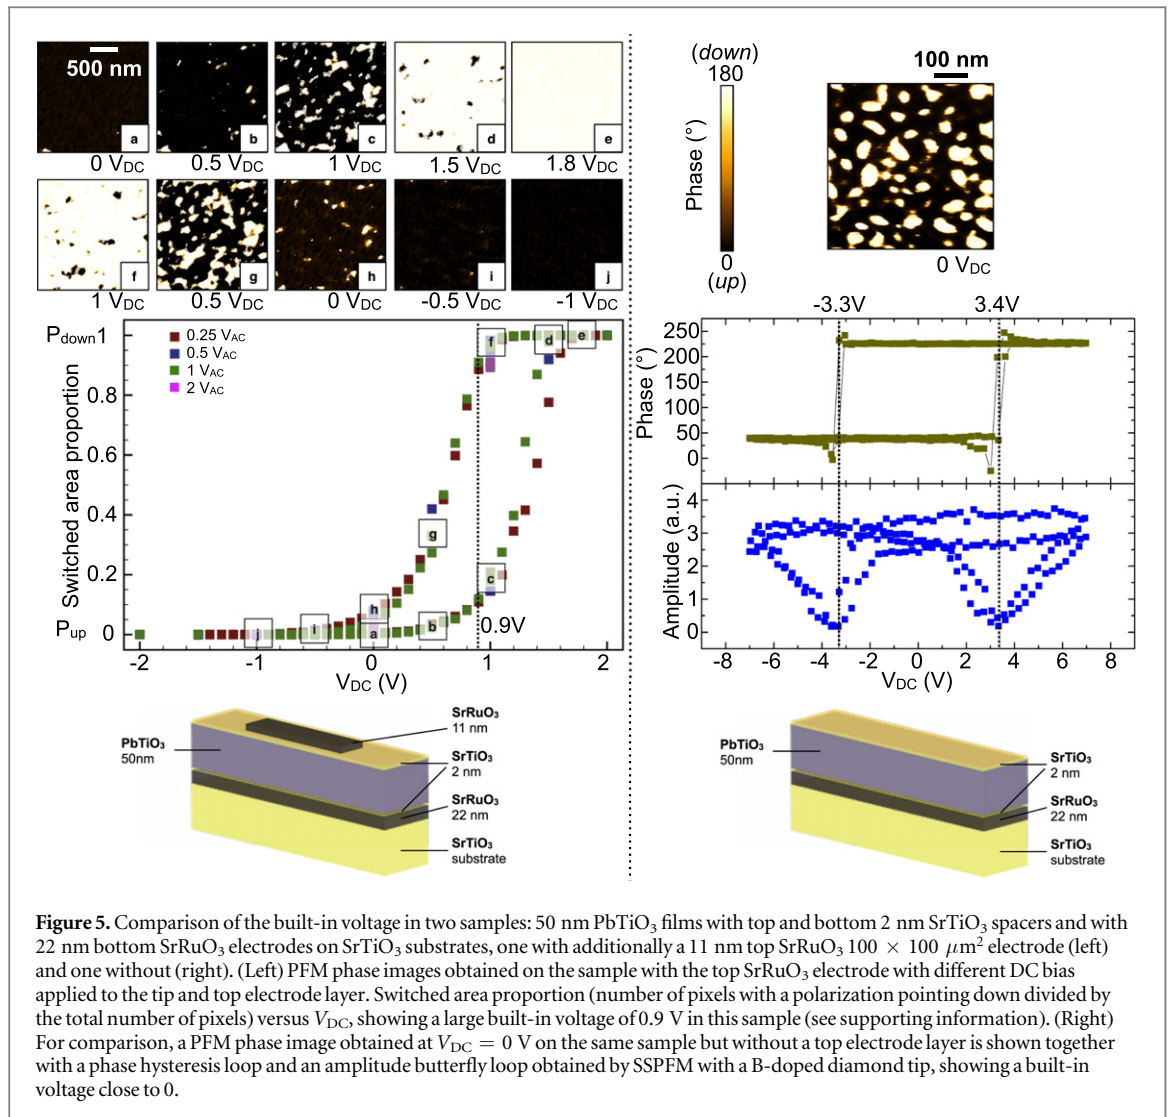 500 nm
a
b
c
d
e
0 V_DC
0.5 V_DC
1 V_DC
1.5 V_DC
1.8 V_DC
f
g
h
i
j
1 V_DC
0.5 V_DC
0 V_DC
-0.5 V_DC
-1 V_DC
P_down 1
0.8
0.6
0.4
0.2
P_up 0
Switched area proportion
0.25 V_AC
0.5 V_AC
1 V_AC
2 V_AC
f
d
e
g
c
h
j
i
a
b
0.9V
-2
-1
0
1
2
V_DC (V)
SrRuO₃
11 nm
PbTiO₃
50nm
SrTiO₃
2 nm
SrRuO₃
22 nm
SrTiO₃
substrate
(down)
180
Phase (°)
0
(up)
100 nm
0 V_DC
-3.3V
3.4V
250
200
150
100
50
0
Phase (°)
4
3
2
1
0
Amplitude (a.u.)
-8
-6
-4
-2
0
2
4
6
8
V_DC (V)
PbTiO₃
50nm
SrTiO₃
2 nm
SrRuO₃
22 nm
SrTiO₃
substrate
Figure 5. Comparison of the built-in voltage in two samples: 50 nm PbTiO₃ films with top and bottom 2 nm SrTiO₃ spacers and with
22 nm bottom SrRuO₃ electrodes on SrTiO₃ substrates, one with additionally a 11 nm top SrRuO₃ 100 × 100 μm² electrode (left)
and one without (right). (Left) PFM phase images obtained on the sample with the top SrRuO₃ electrode with different DC bias
applied to the tip and top electrode layer. Switched area proportion (number of pixels with a polarization pointing down divided by
the total number of pixels) versus V_DC, showing a large built-in voltage of 0.9 V in this sample (see supporting information). (Right)
For comparison, a PFM phase image obtained at V_DC = 0 V on the same sample but without a top electrode layer is shown together
with a phase hysteresis loop and an amplitude butterfly loop obtained by SSPFM with a B-doped diamond tip, showing a built-in
voltage close to 0.